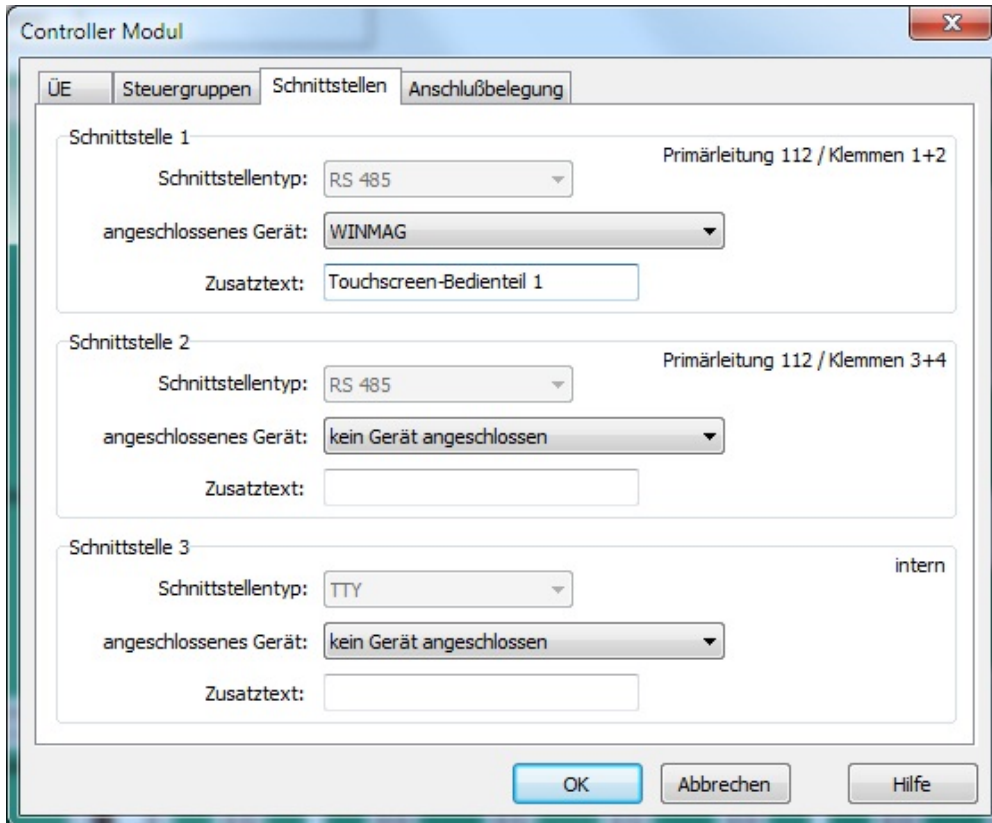 Controller Modul
ÜE Steuergruppen Schnittstellen Anschlußbelegung
Schnittstelle 1
Primärleitung 112 / Klemmen 1+2
Schnittstellentyp: RS 485
angeschlossenes Gerät: WINMAG
Zusatztext: Touchscreen-Bedienteil 1
Schnittstelle 2
Primärleitung 112 / Klemmen 3+4
Schnittstellentyp: RS 485
angeschlossenes Gerät: kein Gerät angeschlossen
Zusatztext:
Schnittstelle 3
intern
Schnittstellentyp: TTY
angeschlossenes Gerät: kein Gerät angeschlossen
Zusatztext:
OK Abbrechen Hilfe